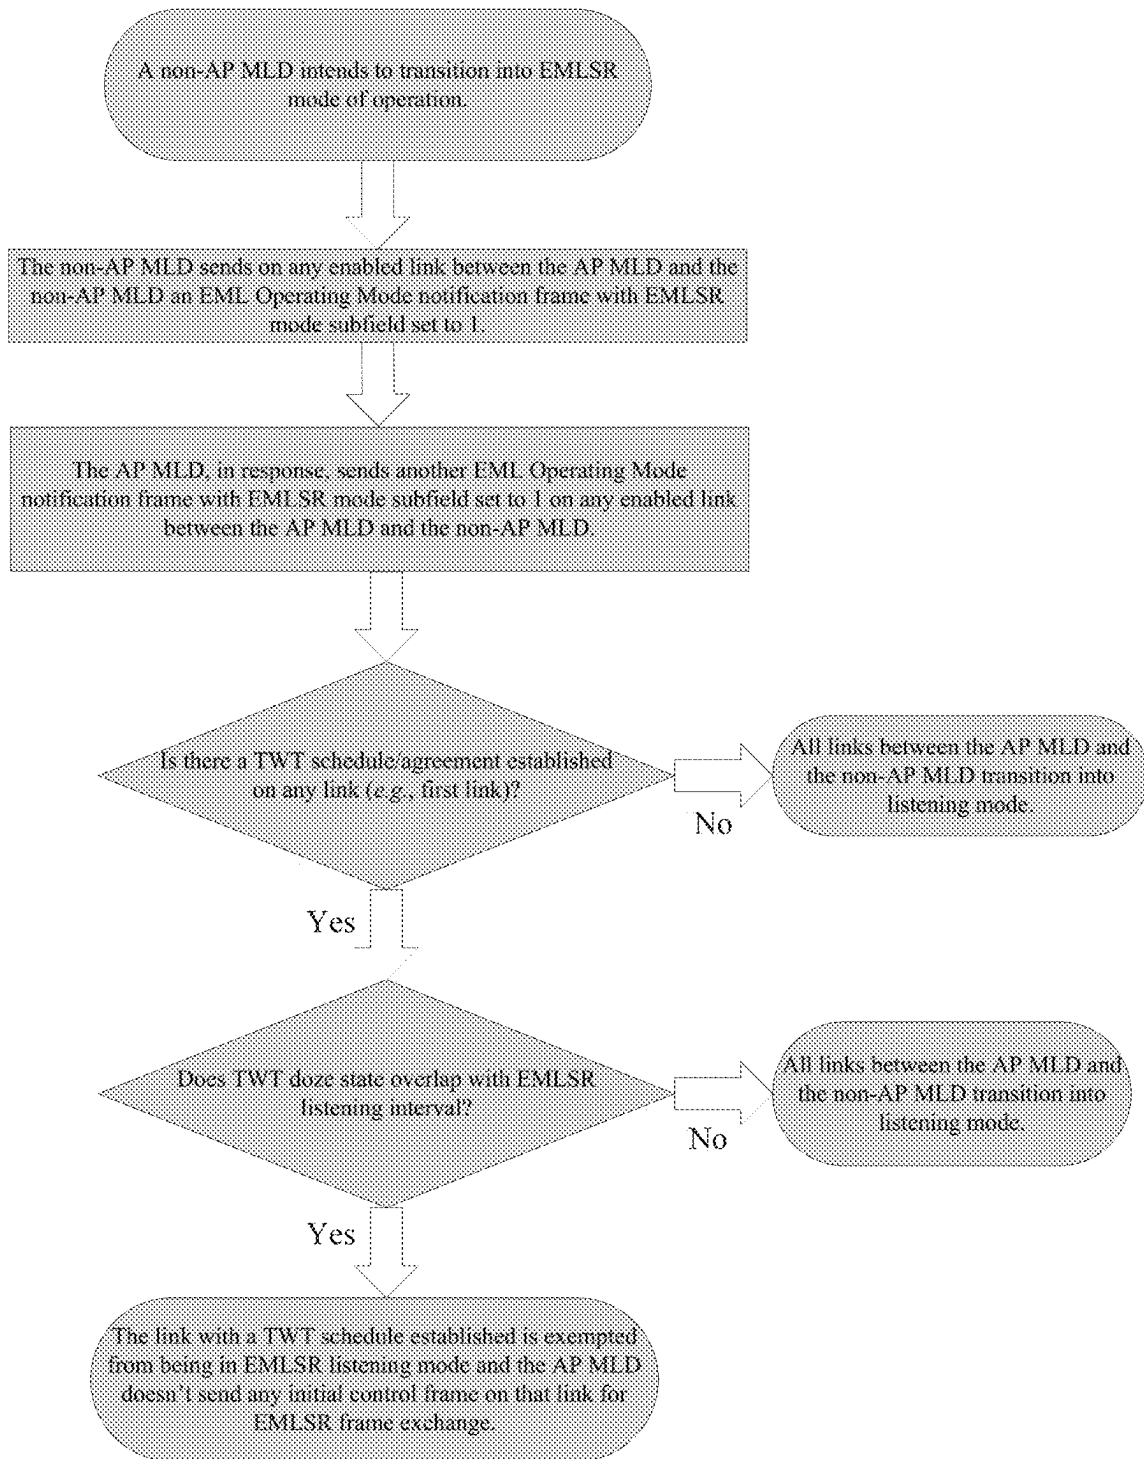 A non-AP MLD intends to transition into EMLSR
mode of operation.
The non-AP MLD sends on any enabled link between the AP MLD and the
non-AP MLD an EML Operating Mode notification frame with EMLSR
mode subfield set to 1.
The AP MLD, in response, sends another EML Operating Mode
notification frame with EMLSR mode subfield set to 1 on any enabled link
between the AP MLD and the non-AP MLD.
Is there a TWT schedule/agreement established
on any link (e.g., first link)?
No
All links between the AP MLD and
the non-AP MLD transition into
listening mode.
Yes
Does TWT doze state overlap with EMLSR
listening interval?
No
All links between the AP MLD and
the non-AP MLD transition into
listening mode.
Yes
The link with a TWT schedule established is exempted
from being in EMLSR listening mode and the AP MLD
doesn't send any initial control frame on that link for
EMLSR frame exchange.